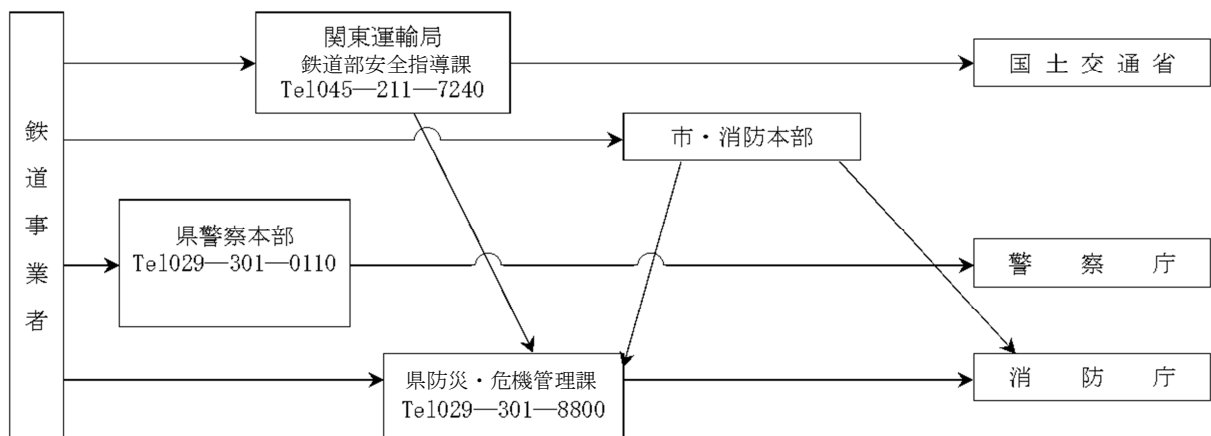 鉄道事業者
関東運輸局
鉄道部安全指導課
Tel045―211―7240
国土交通省
市・消防本部
県警察本部
Tel029―301―0110
警察庁
県防災・危機管理課
Tel029―301―8800
消防庁